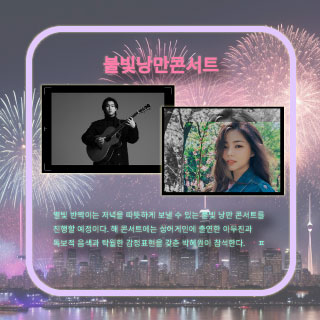 불빛낭만콘서트
별빛 반짝이는 저녁을 따뜻하게 보낼 수 있는 불빛 낭만 콘서트를
진행할 예정이다. 해 콘서트에는 싱어게인에 출연한 이무진과
독보적 음색과 탁월한 감정표현을 갖춘 박혜원이 참석한다.